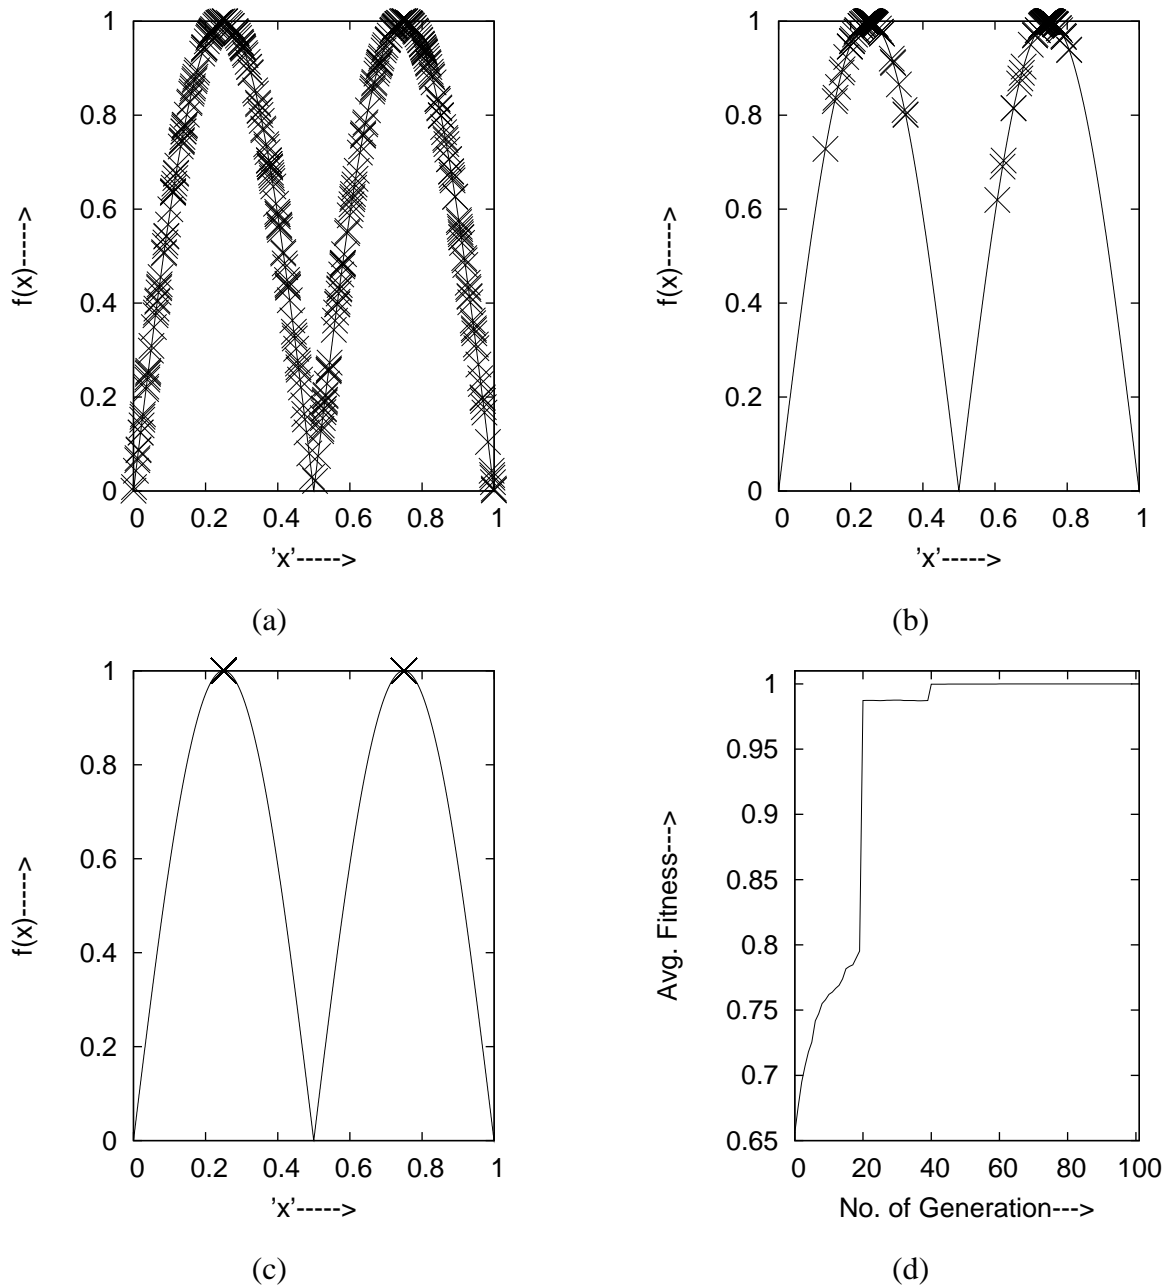 1
0.8
0.6
0.4
0.2
0
f(x)----->
0 0.2 0.4 0.6 0.8 1
'x'----->
(a)
1
0.8
0.6
0.4
0.2
0
f(x)----->
0 0.2 0.4 0.6 0.8 1
'x'----->
(b)
1
0.8
0.6
0.4
0.2
0
f(x)----->
0 0.2 0.4 0.6 0.8 1
'x'----->
(c)
1
0.95
0.9
0.85
0.8
0.75
0.7
0.65
Avg. Fitness--->
0 20 40 60 80 100
No. of Generation--->
(d)